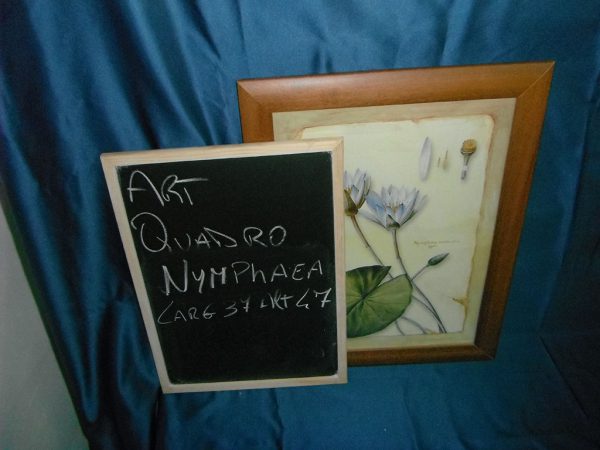 ART
QUADRO
NYMPHAEA
LARG 37 ALT 47